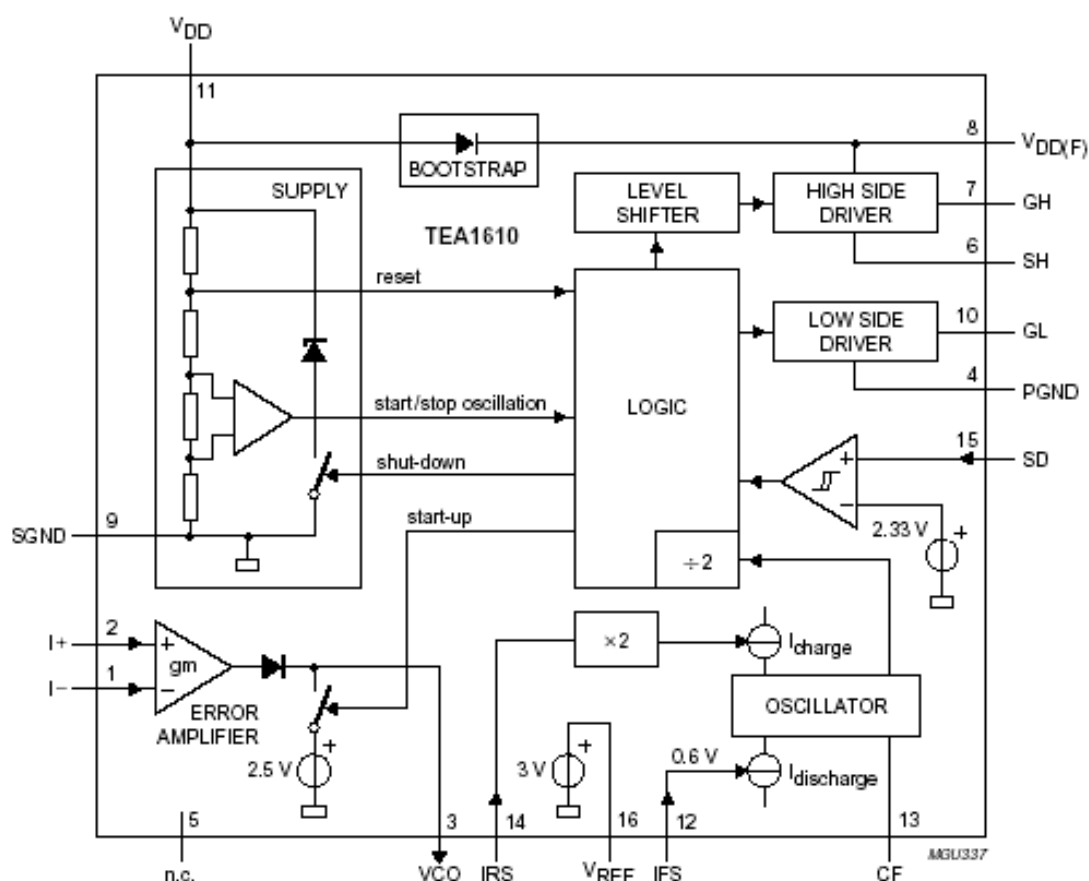 VDD
11
8
VDD(F)
BOOTSTRAP
SUPPLY
LEVEL SHIFTER
HIGH SIDE DRIVER
7
GH
TEA1610
6
SH
reset
LOW SIDE DRIVER
10
GL
4
PGND
start/stop oscillation
LOGIC
15
SD
shut-down
+
−
9
SGND
start-up
2.33 V
+
÷2
2
I+
+
×2
Icharge
gm
1
I−
−
ERROR AMPLIFIER
OSCILLATOR
+
2.5 V
+
3 V
0.6 V
Idischarge
5
3
14
16
12
13
MGU337
n.c.
VCO
IRS
VREF
IFS
CF